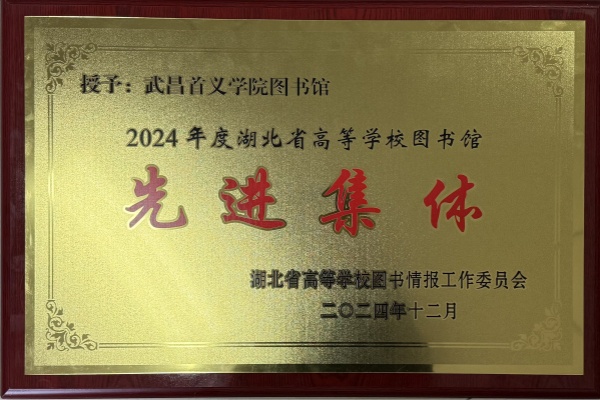 授予：武昌首义学院图书馆
2024年度湖北省高等学校图书馆
先进集体
湖北省高等学校图书情报工作委员会
二〇二四年十二月